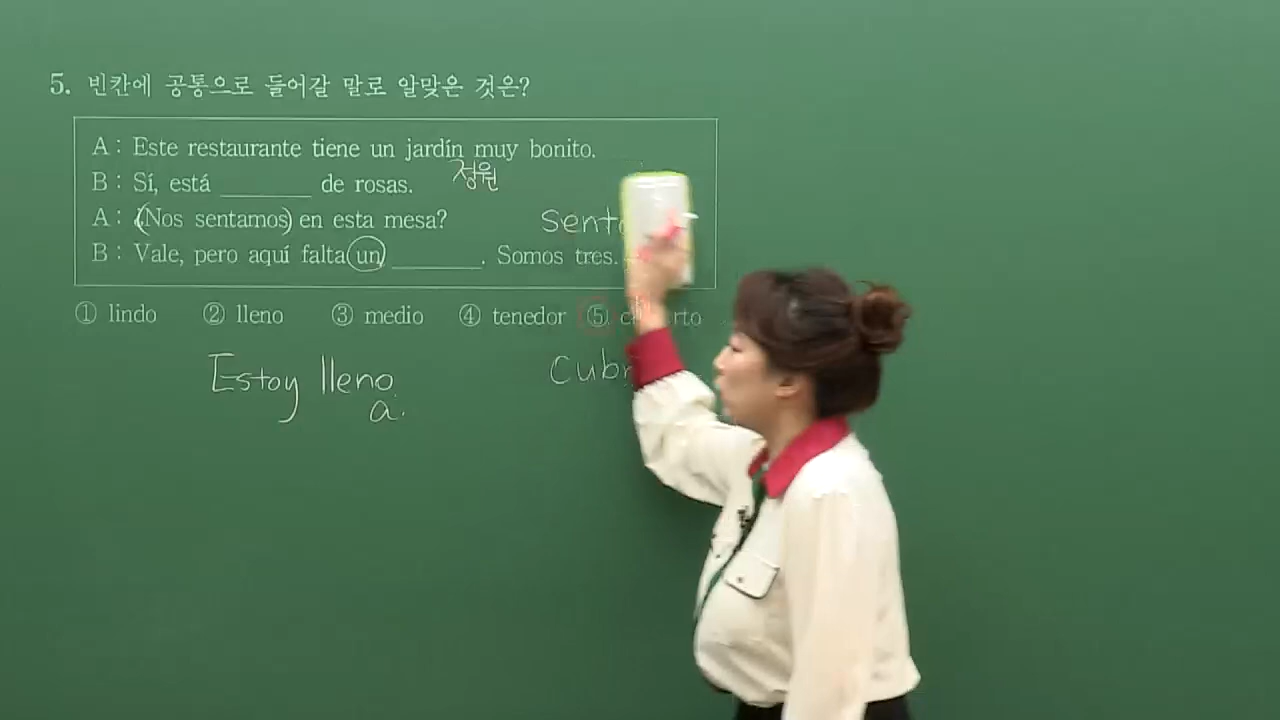 5. 빈칸에 공통으로 들어갈 말로 알맞은 것은?
A : Este restaurante tiene un jardín muy bonito.
정원
B : Sí, está ________ de rosas.
A : ¿Nos sentamos) en esta mesa?
B : Vale, pero aquí falta un ________. Somos tres.
① lindo ② lleno ③ medio ④ tenedor ⑤
Estoy lleno
a.